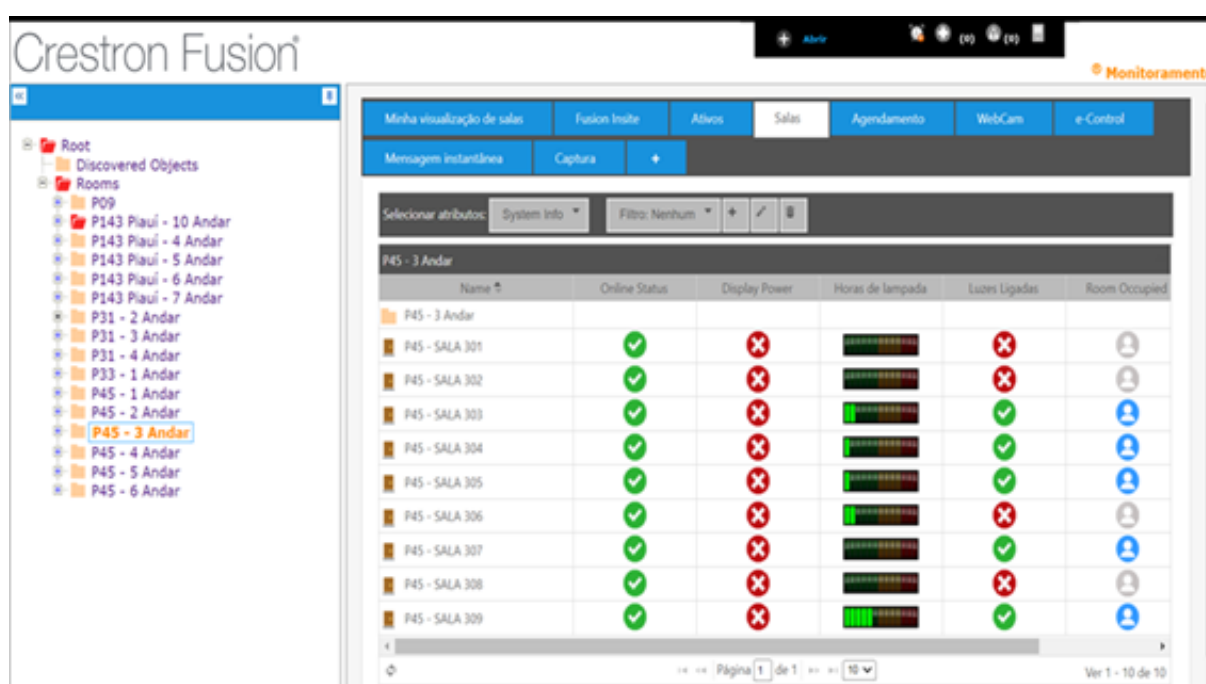 Crestron Fusion®
Abrir (0) (0)
Monitorament
Minha visualização de salas Fusion Insite Ativos Salas Agendamento WebCam e-Control
Mensagem instantânea Captura +
Root
Discovered Objects
Rooms
P09
P143 Piauí - 10 Andar
P143 Piauí - 4 Andar
P143 Piauí - 5 Andar
P143 Piauí - 6 Andar
P143 Piauí - 7 Andar
P31 - 2 Andar
P31 - 3 Andar
P31 - 4 Andar
P33 - 1 Andar
P45 - 1 Andar
P45 - 2 Andar
P45 - 3 Andar
P45 - 4 Andar
P45 - 5 Andar
P45 - 6 Andar
Selecionar atributos: System Info Filtro: Nenhum
P45 - 3 Andar
Name Online Status Display Power Horas de lampada Luzes Ligadas Room Occupied
P45 - 3 Andar
P45 - SALA 301
P45 - SALA 302
P45 - SALA 303
P45 - SALA 304
P45 - SALA 305
P45 - SALA 306
P45 - SALA 307
P45 - SALA 308
P45 - SALA 309
Página 1 de 1 10 Ver 1 - 10 de 10